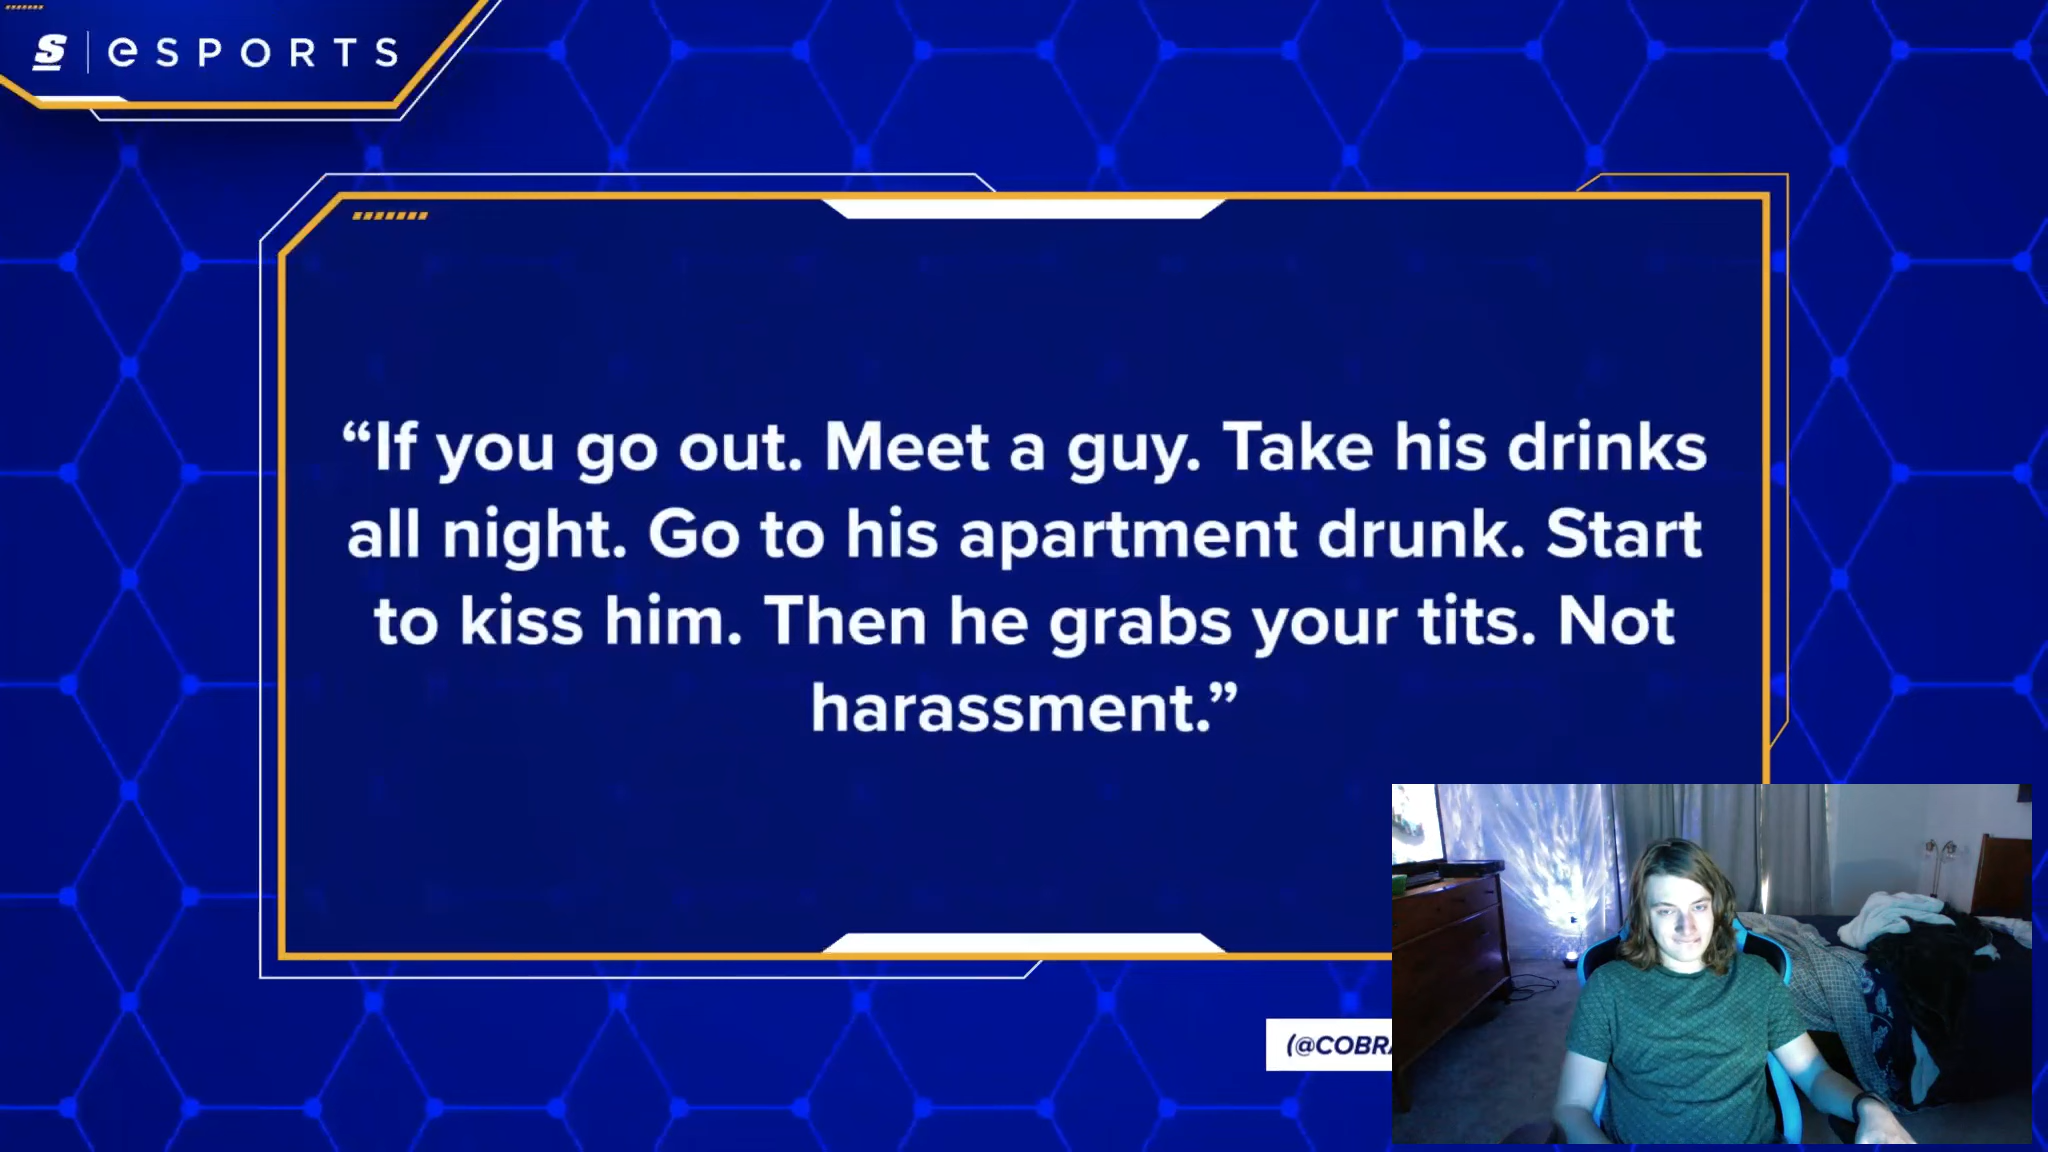 S | eSPORTS
“If you go out. Meet a guy. Take his drinks
all night. Go to his apartment drunk. Start
to kiss him. Then he grabs your tits. Not
harassment.”
(@COBRA